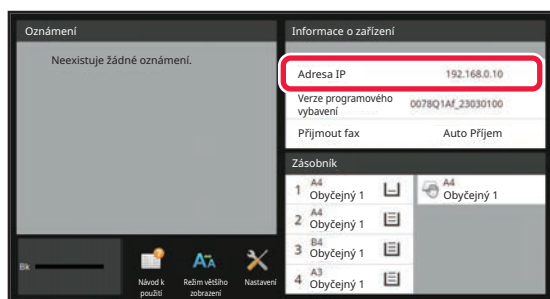 Oznámení
Neexistuje žádné oznámení.
Informace o zařízení
Adresa IP 192.168.0.10
Verze programového
vybavení 0078Q1Af_23030100
Přijmout fax Auto Příjem
Zásobník
1 A4
Obyčejný 1
A4
Obyčejný 1
2 A4
Obyčejný 1
3 B4
Obyčejný 1
4 A3
Obyčejný 1
Bk
Návod k
použití
Režim většího
zobrazení
Nastavení